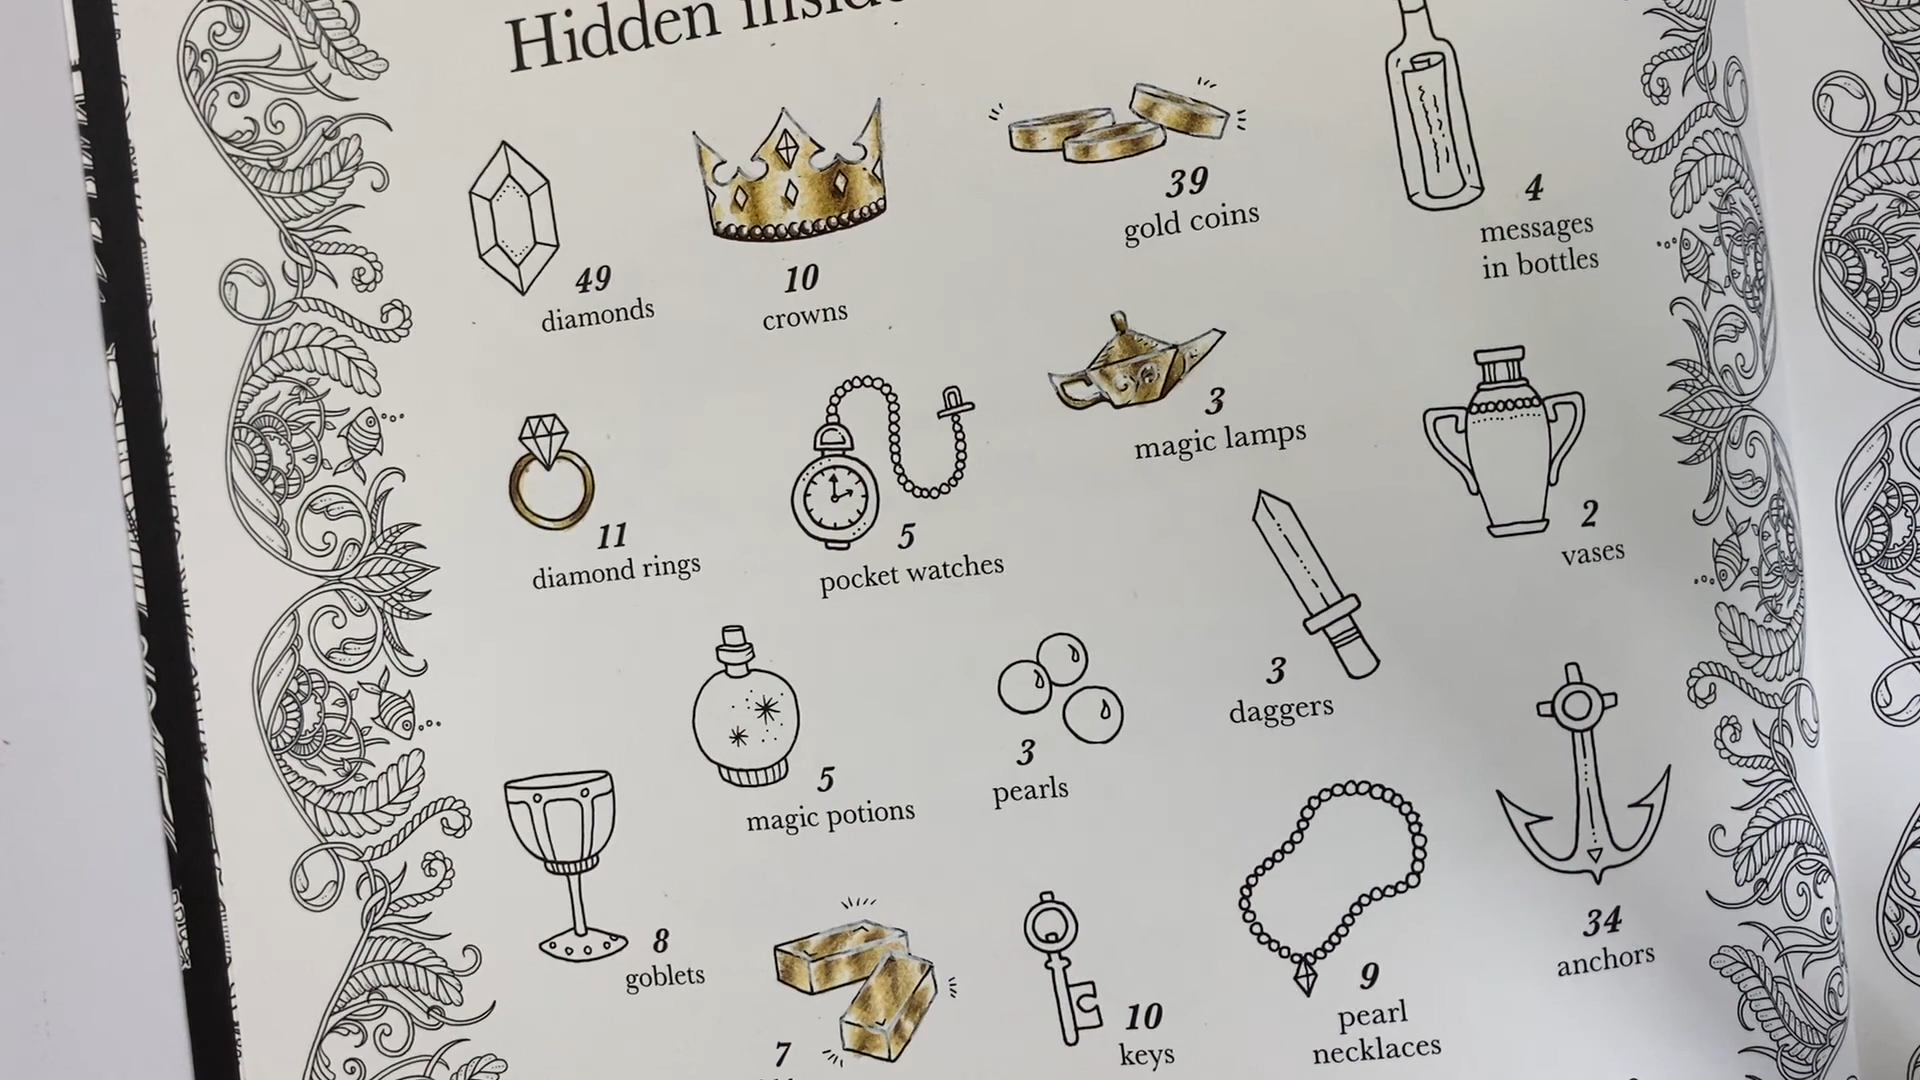 Hidden
39
gold coins
4
messages
in bottles
49
diamonds
10
crowns
3
magic lamps
11
diamond rings
5
pocket watches
2
vases
3
daggers
5
magic potions
3
pearls
8
goblets
34
anchors
7
10
keys
9
pearl
necklaces